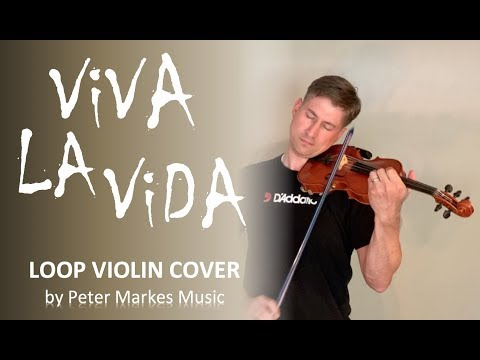 ViVA
LA ViDA
LOOP VIOLIN COVER
by Peter Markes Music
D'Addario